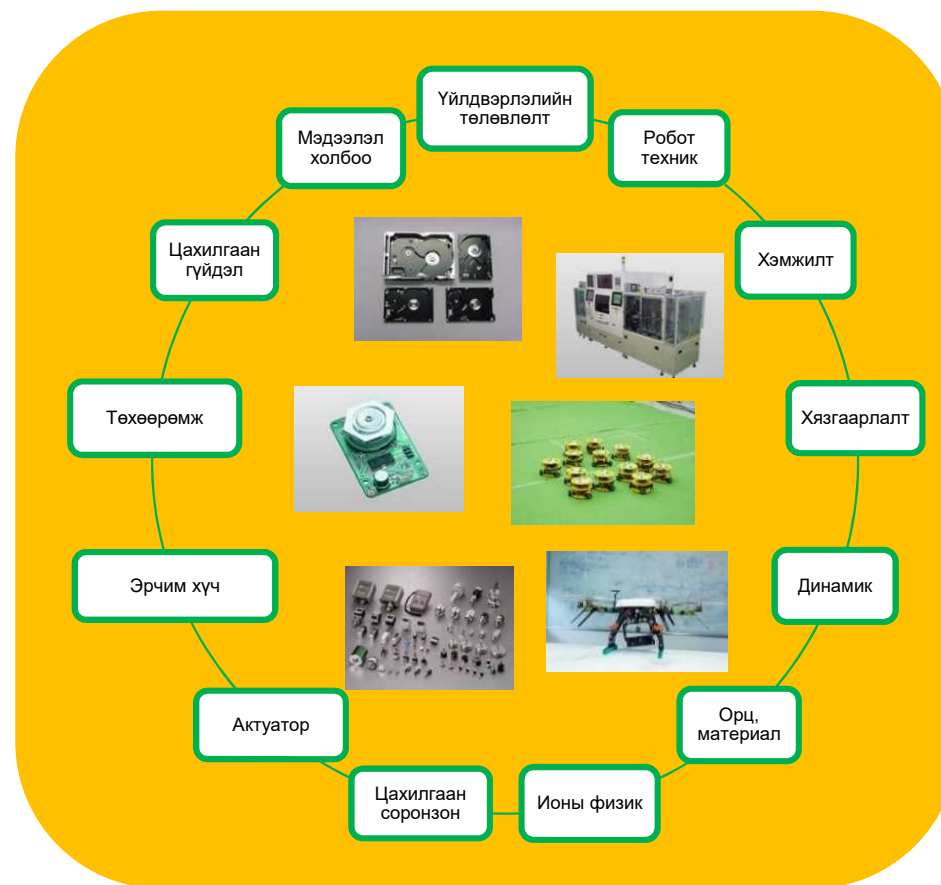 Үйлдвэрлэлийн
төлөвлөлт
Робот
техник
Хэмжилт
Хязгаарлалт
Динамик
Орц,
материал
Ионы физик
Цахилгаан
соронзон
Актуатор
Эрчим хүч
Төхөөрөмж
Цахилгаан
гүйдэл
Мэдээлэл
холбоо